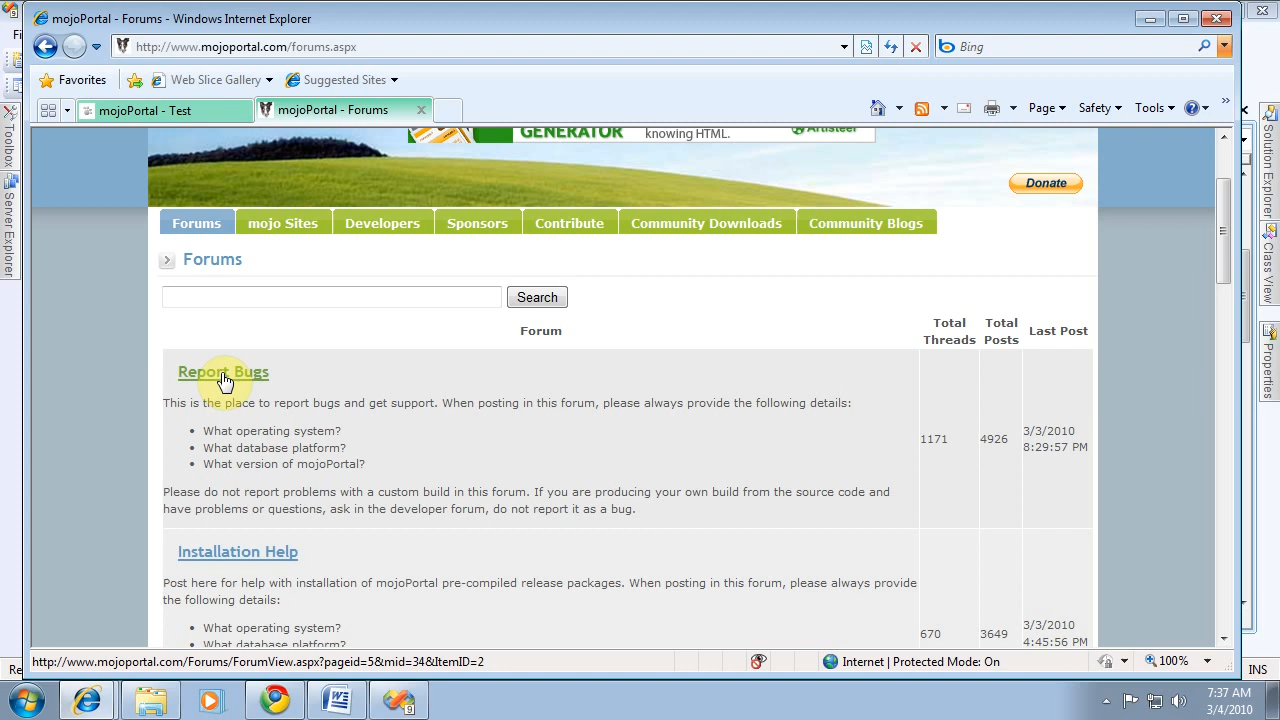 mojoPortal - Forums - Windows Internet Explorer
Fi
http://www.mojoportal.com/forums.aspx
Bing
Favorites
Web Slice Gallery
Suggested Sites
mojoPortal - Test
mojoPortal - Forums
Page
Safety
Tools
Toolbox
Server Explorer
Solution Explorer
Class View
Properties
GENERATOR
knowing HTML.
Artisteer
Donate
Forums
mojo Sites
Developers
Sponsors
Contribute
Community Downloads
Community Blogs
Forums
Search
Forum
Total Threads
Total Posts
Last Post
Report Bugs
This is the place to report bugs and get support. When posting in this forum, please always provide the following details:
• What operating system?
• What database platform?
• What version of mojoPortal?
1171
4926
3/3/2010
8:29:57 PM
Please do not report problems with a custom build in this forum. If you are producing your own build from the source code and
have problems or questions, ask in the developer forum, do not report it as a bug.
Installation Help
Post here for help with installation of mojoPortal pre-compiled release packages. When posting in this forum, please always provide
the following details:
• What operating system?
• What database platform?
670
3649
3/3/2010
4:45:56 PM
http://www.mojoportal.com/Forums/ForumView.aspx?pageid=5&mid=34&ItemID=2
Internet | Protected Mode: On
100%
Re
INS
9
7:37 AM
3/4/2010